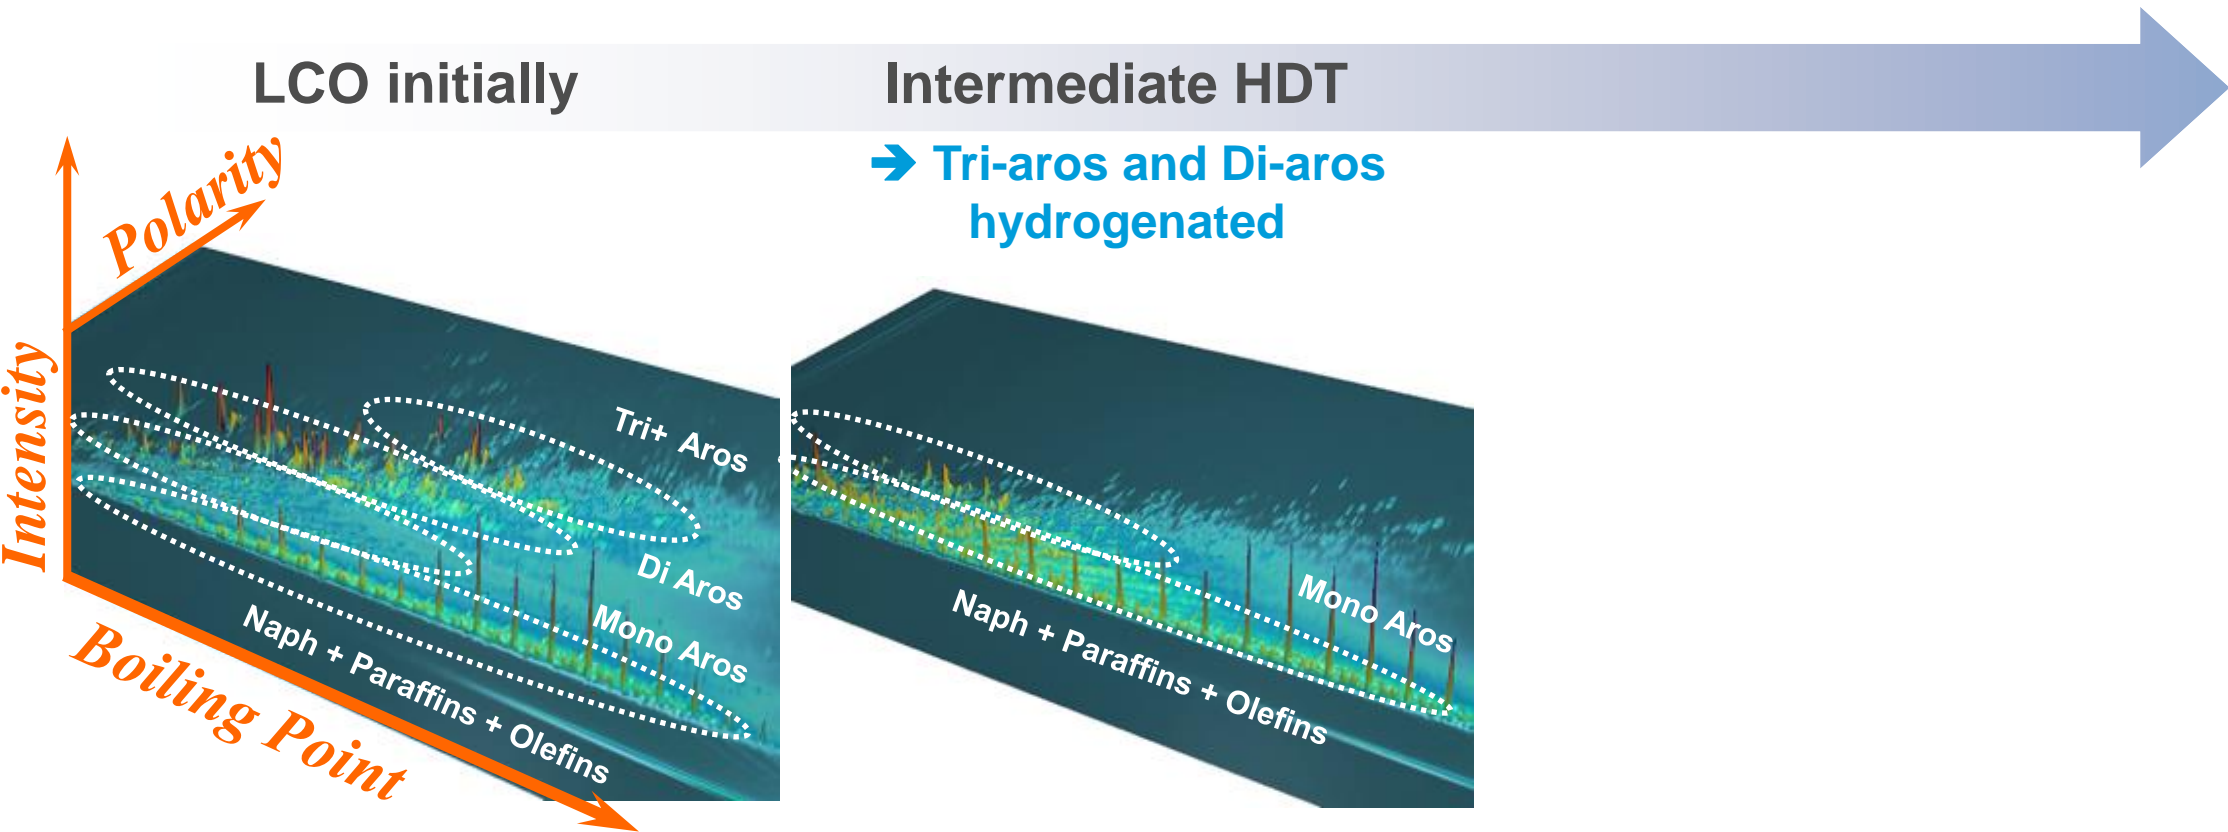 LCO initially
Intermediate HDT
➔ Tri-aros and Di-aros
hydrogenated
Polarity
Intensity
Boiling Point
Tri+ Aros
Di Aros
Mono Aros
Naph + Paraffins + Olefins
Mono Aros
Naph + Paraffins + Olefins